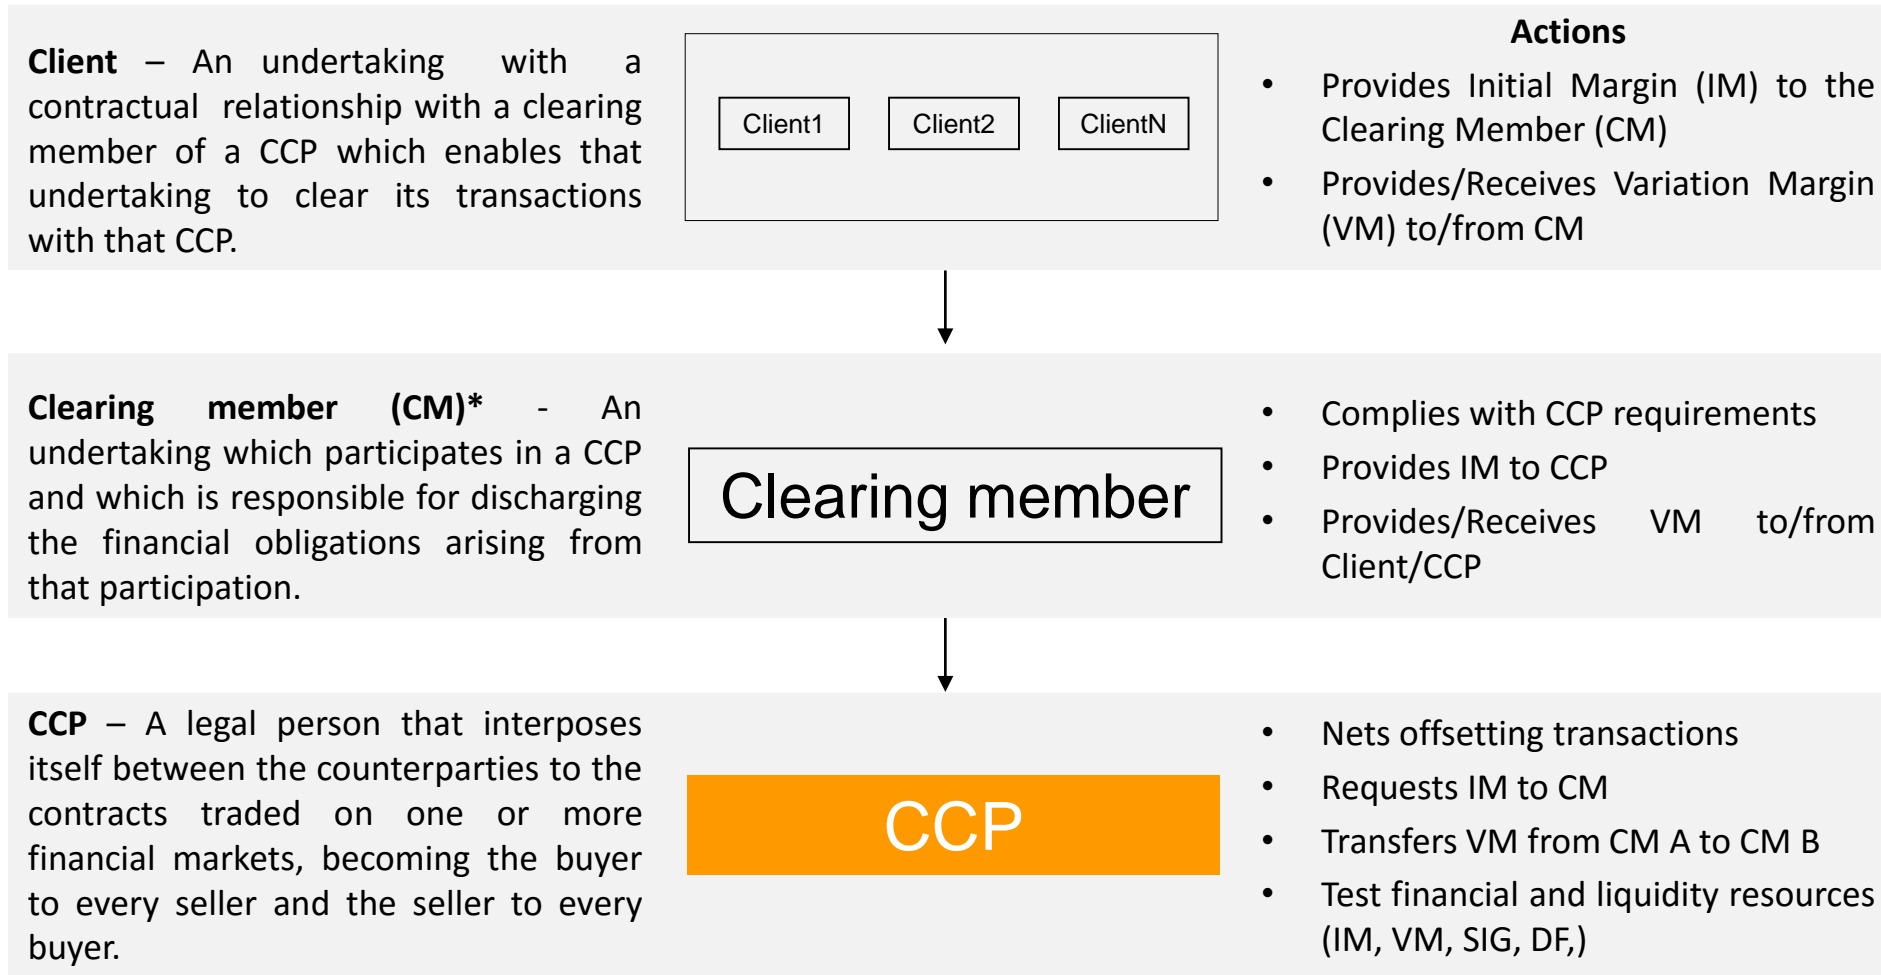 Client – An undertaking with a
contractual relationship with a clearing
member of a CCP which enables that
undertaking to clear its transactions
with that CCP.
Client1
Client2
ClientN
Actions
• Provides Initial Margin (IM) to the
Clearing Member (CM)
• Provides/Receives Variation Margin
(VM) to/from CM
Clearing member (CM)* - An
undertaking which participates in a CCP
and which is responsible for discharging
the financial obligations arising from
that participation.
Clearing member
• Complies with CCP requirements
• Provides IM to CCP
• Provides/Receives VM to/from
Client/CCP
CCP – A legal person that interposes
itself between the counterparties to the
contracts traded on one or more
financial markets, becoming the buyer
to every seller and the seller to every
buyer.
CCP
• Nets offsetting transactions
• Requests IM to CM
• Transfers VM from CM A to CM B
• Test financial and liquidity resources
(IM, VM, SIG, DF,)